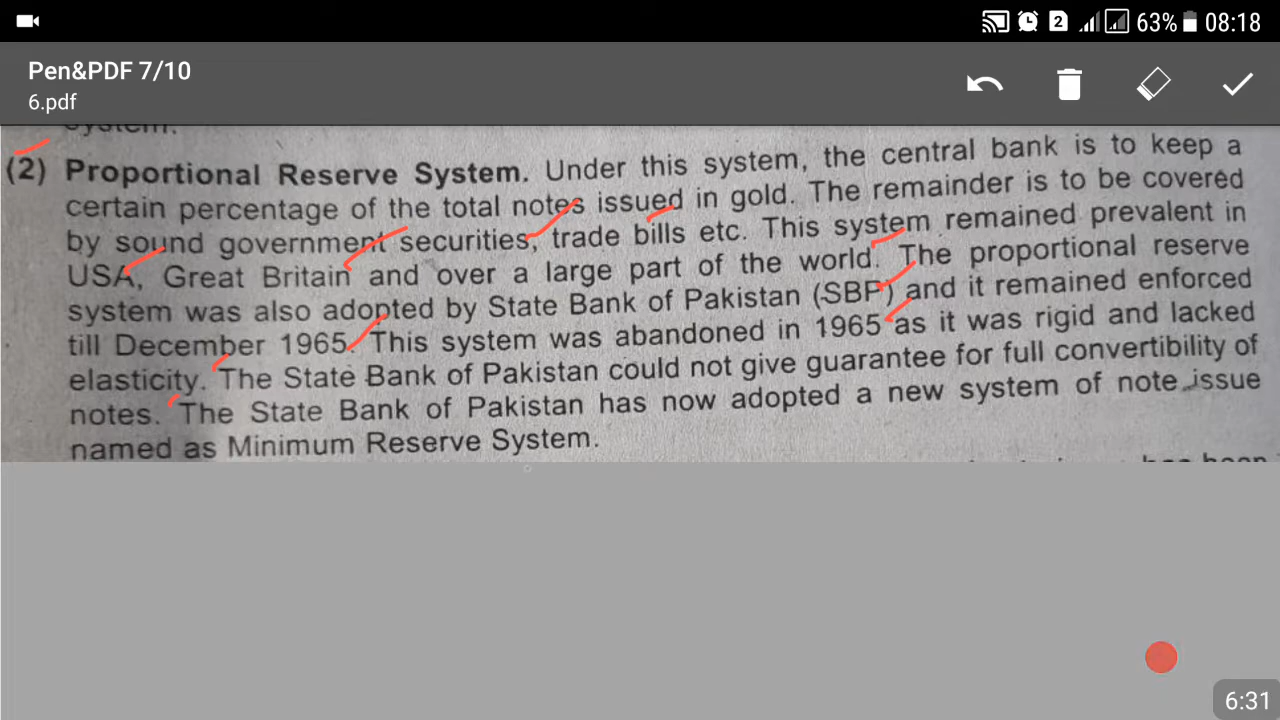 63% 08:18
Pen&PDF 7/10
6.pdf
system.
(2) Proportional Reserve System. Under this system, the central bank is to keep a
certain percentage of the total notes issued in gold. The remainder is to be covered
by sound government securities, trade bills etc. This system remained prevalent in
USA, Great Britain and over a large part of the world. The proportional reserve
system was also adopted by State Bank of Pakistan (SBP) and it remained enforced
till December 1965. This system was abandoned in 1965 as it was rigid and lacked
elasticity. The State Bank of Pakistan could not give guarantee for full convertibility of
notes. The State Bank of Pakistan has now adopted a new system of note issue
named as Minimum Reserve System.
has been
6:31